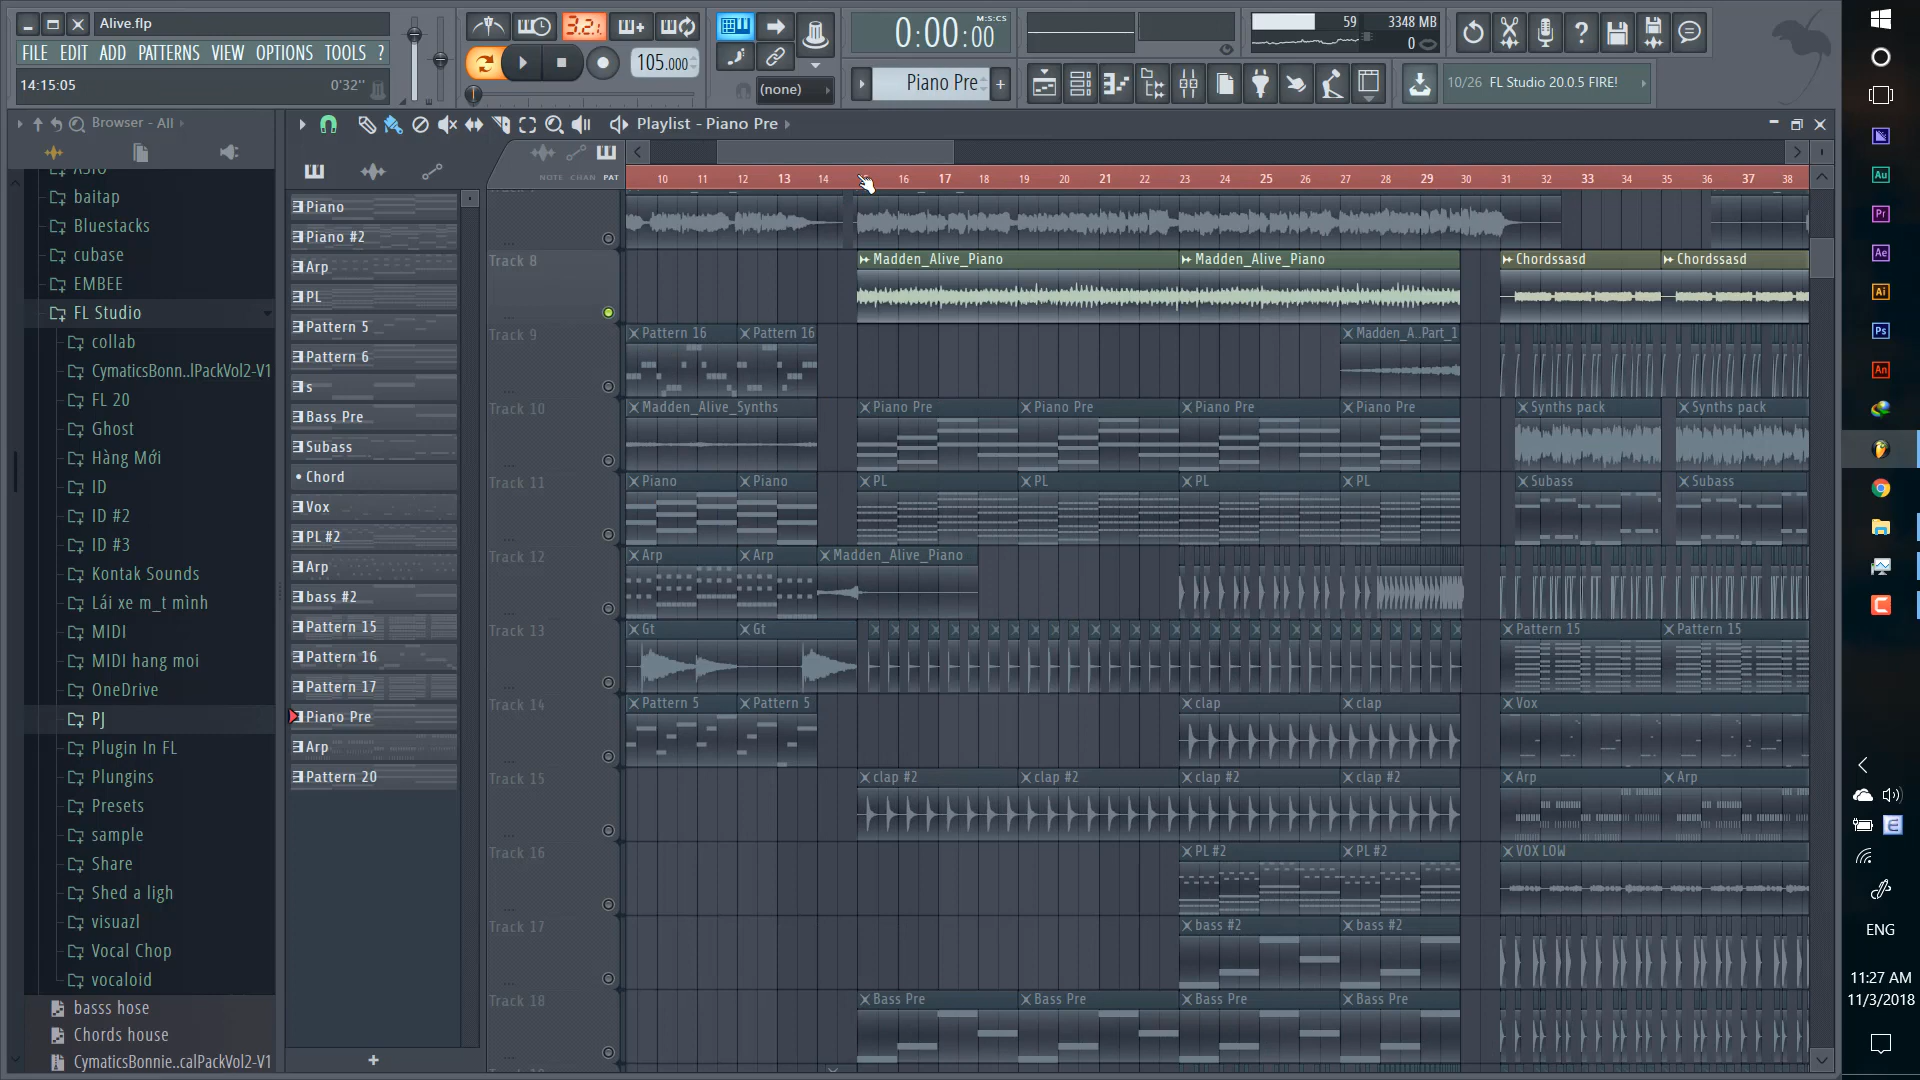 Alive.flp
FILE EDIT ADD PATTERNS VIEW OPTIONS TOOLS ?
14:15:05 0'32"
3.2.1
105.000
(none)
0:00:00
M:S:CS
Piano Pre
59 3348 MB
0
10/26 FL Studio 20.0.5 FIRE!
Browser - All
Playlist - Piano Pre
NOTE CHAN PAT
10 11 12 13 14 16 17 18 19 20 21 22 23 24 25 26 27 28 29 30 31 32 33 34 35 36 37 38
baitap
Bluestacks
cubase
EMBEE
FL Studio
collab
CymaticsBonn..lPackVol2-V1
FL 20
Ghost
Hàng Mới
ID
ID #2
ID #3
Kontak Sounds
Lái xe m_t mình
MIDI
MIDI hang moi
OneDrive
PJ
Plugin In FL
Plungins
Presets
sample
Share
Shed a ligh
visuazl
Vocal Chop
vocaloid
basss hose
Chords house
CymaticsBonnie..calPackVol2-V1
Piano
Piano #2
Arp
PL
Pattern 5
Pattern 6
s
Bass Pre
Subass
Chord
Vox
PL #2
Arp
bass #2
Pattern 15
Pattern 16
Pattern 17
Piano Pre
Arp
Pattern 20
Track 8 Madden_Alive_Piano Madden_Alive_Piano Chordssasd Chordssasd
Track 9 Pattern 16 Pattern 16 Madden_A..Part_1
Track 10 Madden_Alive_Synths Piano Pre Piano Pre Piano Pre Piano Pre Synths pack Synths pack
Track 11 Piano Piano PL PL PL PL Subass Subass
Track 12 Arp Arp Madden_Alive_Piano
Track 13 Gt Gt Pattern 15 Pattern 15
Track 14 Pattern 5 Pattern 5 clap clap Vox
Track 15 clap #2 clap #2 clap #2 clap #2 Arp Arp
Track 16 PL #2 PL #2 VOX LOW
Track 17 bass #2 bass #2
Track 18 Bass Pre Bass Pre Bass Pre Bass Pre
Au
Pr
Ae
Ai
Ps
An
ENG
11:27 AM
11/3/2018